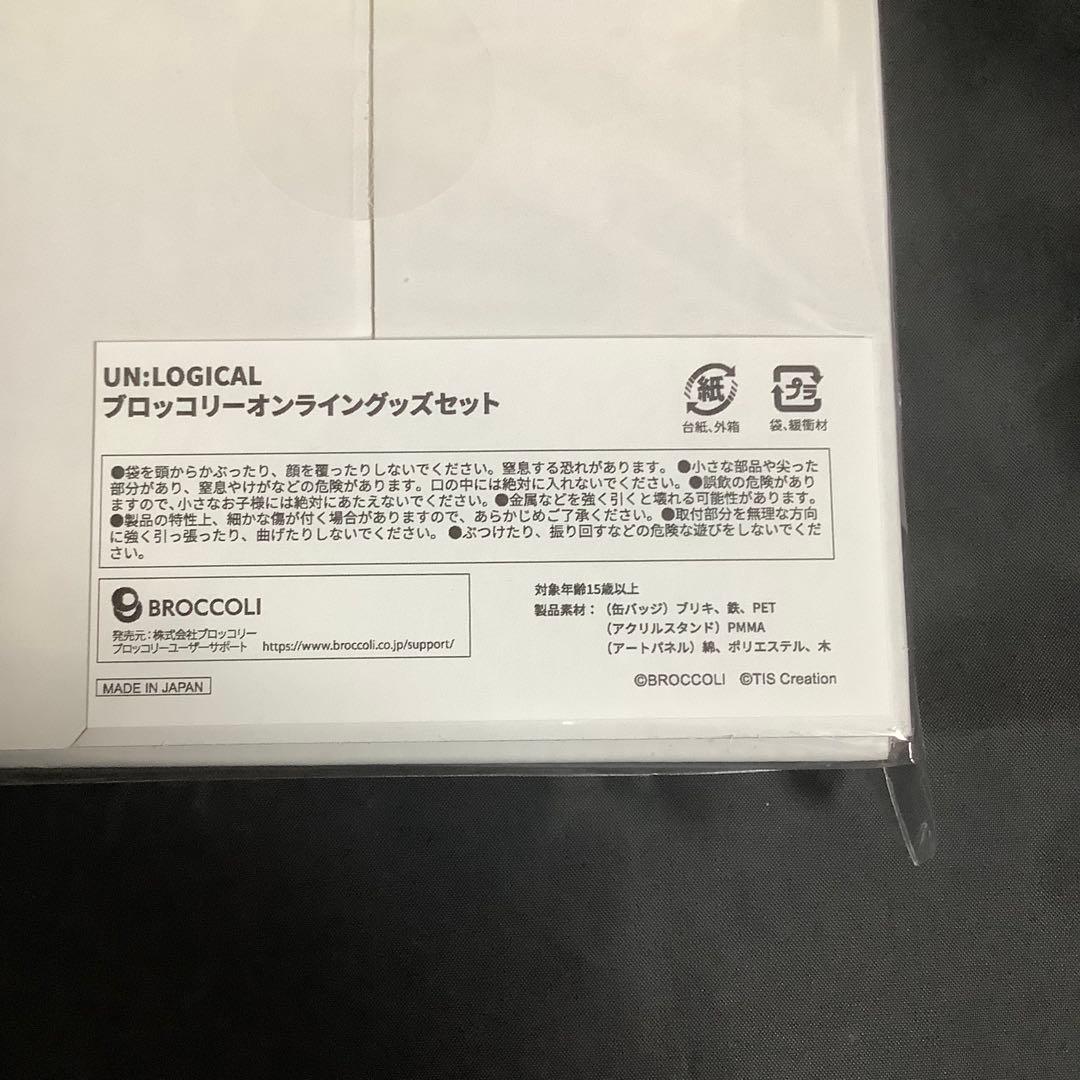 UN:LOGICAL
ブロッコリーオンライングッズセット
紙
台紙、外箱
プラ
袋、緩衝材
●袋を頭からかぶったり、顔を覆ったりしないでください。窒息する恐れがあります。 ●小さな部品や尖った
部分があり、窒息やけがなどの危険があります。口の中には絶対に入れないでください。●誤飲の危険があり
ますので、小さなお子様には絶対にあたえないでください。●金属などを強く引くと壊れる可能性があります。
●製品の特性上、細かな傷が付く場合がありますので、あらかじめご了承ください。●取付部分を無理な方向
に強く引っ張ったり、曲げたりしないでください。 ●ぶつけたり、振り回すなどの危険な遊びをしないでくだ
さい。
BROCCOLI
発売元：株式会社ブロッコリー
ブロッコリーユーザーサポート https://www.broccoli.co.jp/support/
MADE IN JAPAN
対象年齢15歳以上
製品素材：（缶バッジ）ブリキ、鉄、PET
（アクリルスタンド）PMMA
（アートパネル）綿、ポリエステル、木
©BROCCOLI ©TIS Creation